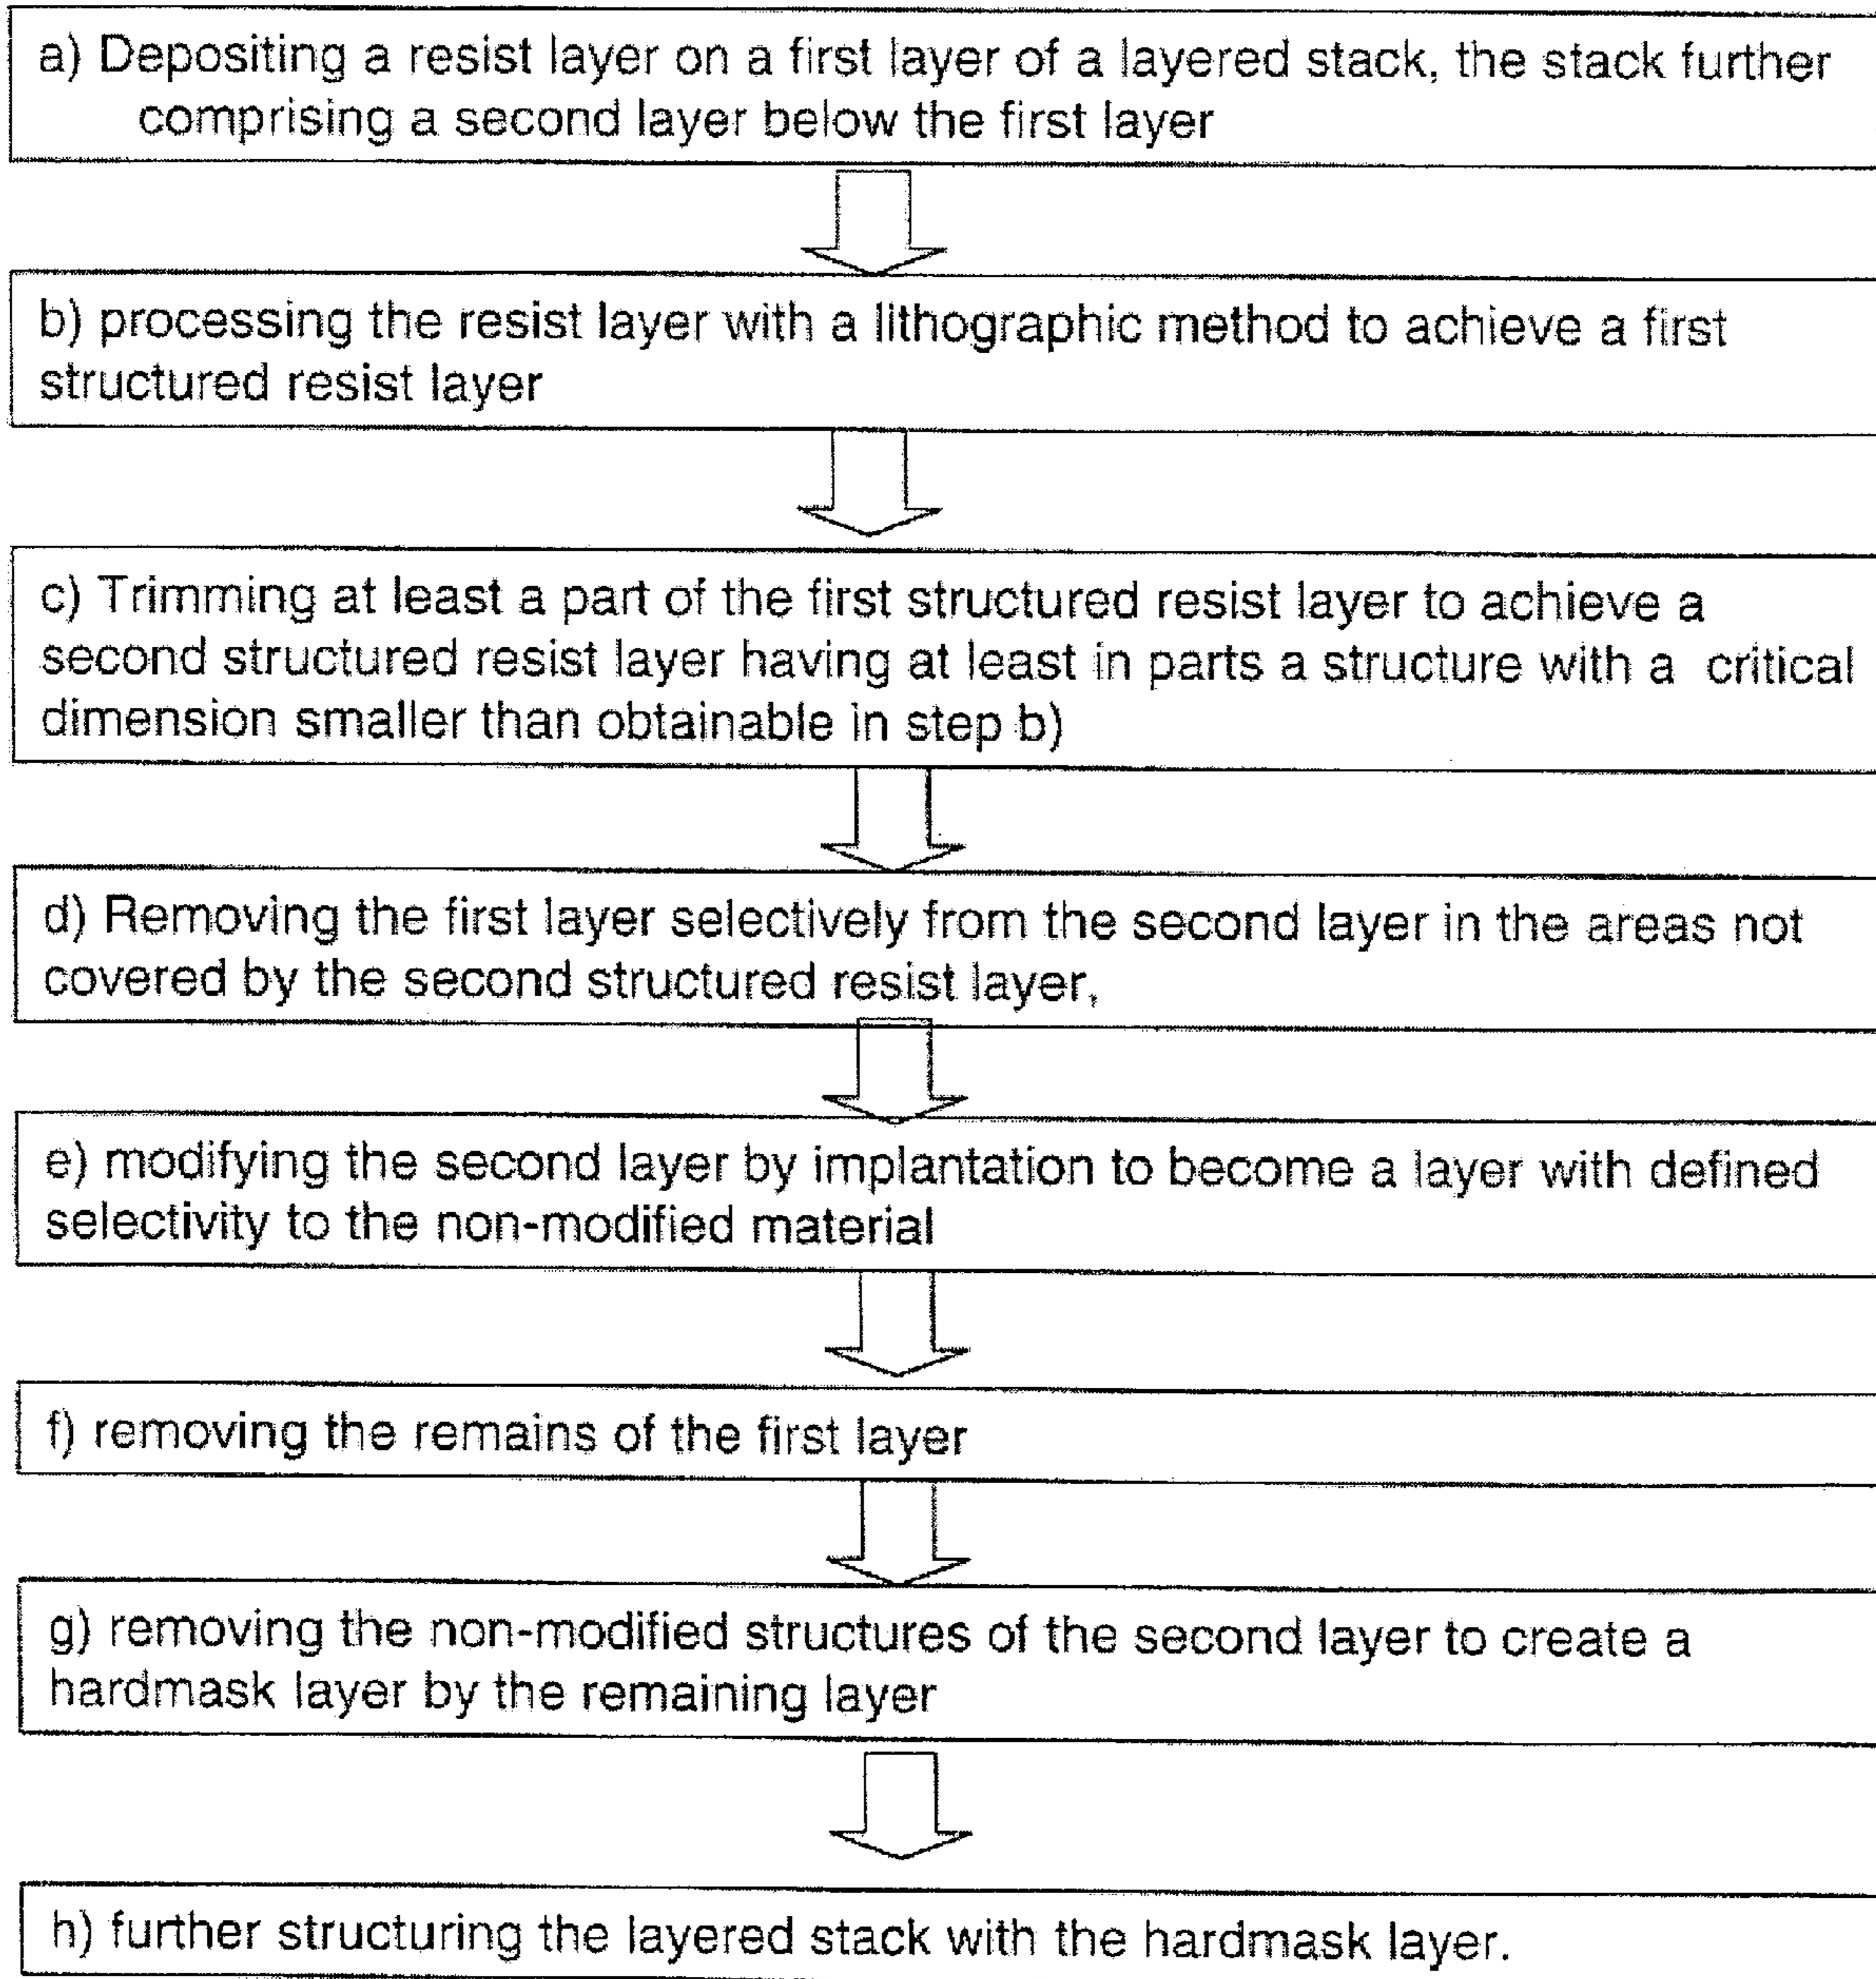 a) Depositing a resist layer on a first layer of a layered stack, the stack further
comprising a second layer below the first layer
b) processing the resist layer with a lithographic method to achieve a first
structured resist layer
c) Trimming at least a part of the first structured resist layer to achieve a
second structured resist layer having at least in parts a structure with a critical
dimension smaller than obtainable in step b)
d) Removing the first layer selectively from the second layer in the areas not
covered by the second structured resist layer,
e) modifying the second layer by implantation to become a layer with defined
selectivity to the non-modified material
f) removing the remains of the first layer
g) removing the non-modified structures of the second layer to create a
hardmask layer by the remaining layer
h) further structuring the layered stack with the hardmask layer.